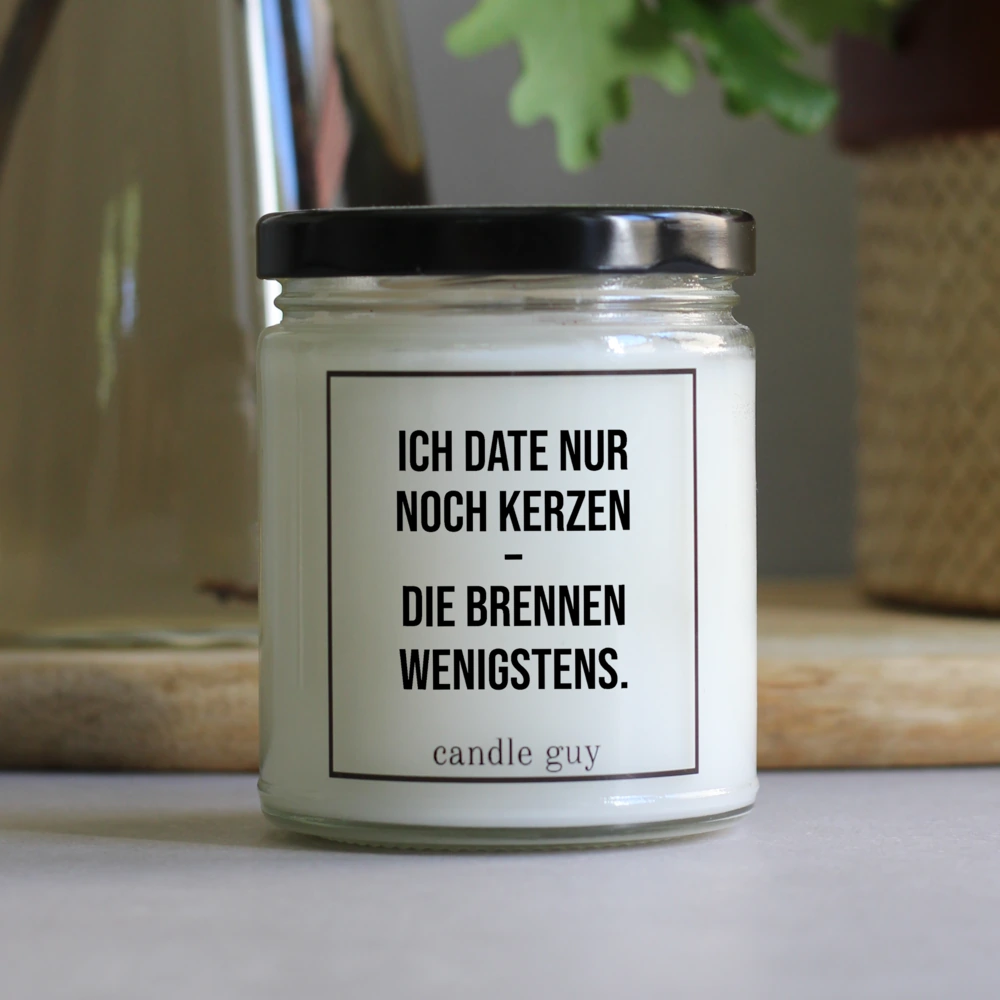 ICH DATE NUR
NOCH KERZEN
–
DIE BRENNEN
WENIGSTENS.
candle guy